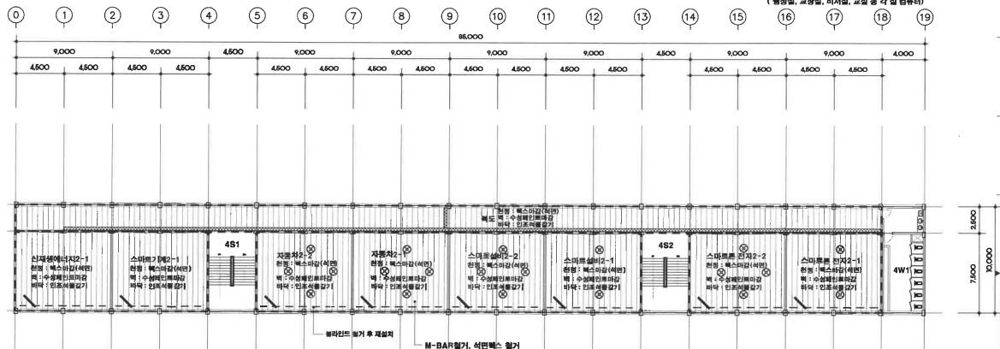 ( 행정실, 교장실, 비서실, 교실 등 각 실 컴퓨터)
0 1 2 3 4 5 6 7 8 9 10 11 12 13 14 15 16 17 18 19
85,000
9,000 9,000 4,500 9,000 9,000 9,000 9,000 4,500 9,000 9,000 4,000
4,500 4,500 4,500 4,500 4,500 4,500 4,500 4,500 4,500 4,500 4,500 4,500 4,500 4,500 4,500 4,500
복도
천정 : 텍스마감(석면)
벽 : 수성페인트마감
바닥 : 인조석물갈기
2,500
7,500
10,000
신재생에너지2-1
천정 : 텍스마감(석면)
벽 : 수성페인트마감
바닥 : 인조석물갈기
스마트기계2-1
천정 : 텍스마감(석면)
벽 : 수성페인트마감
바닥 : 인조석물갈기
4S1
자동차2-2
천정 : 텍스마감(석면)
벽 : 수성페인트마감
바닥 : 인조석물갈기
자동차2-1
천정 : 텍스마감(석면)
벽 : 수성페인트마감
바닥 : 인조석물갈기
스마트설비2-2
천정 : 텍스마감(석면)
벽 : 수성페인트마감
바닥 : 인조석물갈기
스마트설비2-1
천정 : 텍스마감(석면)
벽 : 수성페인트마감
바닥 : 인조석물갈기
4S2
스마트폰 전자2-2
천정 : 텍스마감(석면)
벽 : 수성페인트마감
바닥 : 인조석물갈기
스마트폰 전자2-1
천정 : 텍스마감(석면)
벽 : 수성페인트마감
바닥 : 인조석물갈기
4W1
블라인드 철거 후 재설치
M-BAR철거, 석면텍스 철거